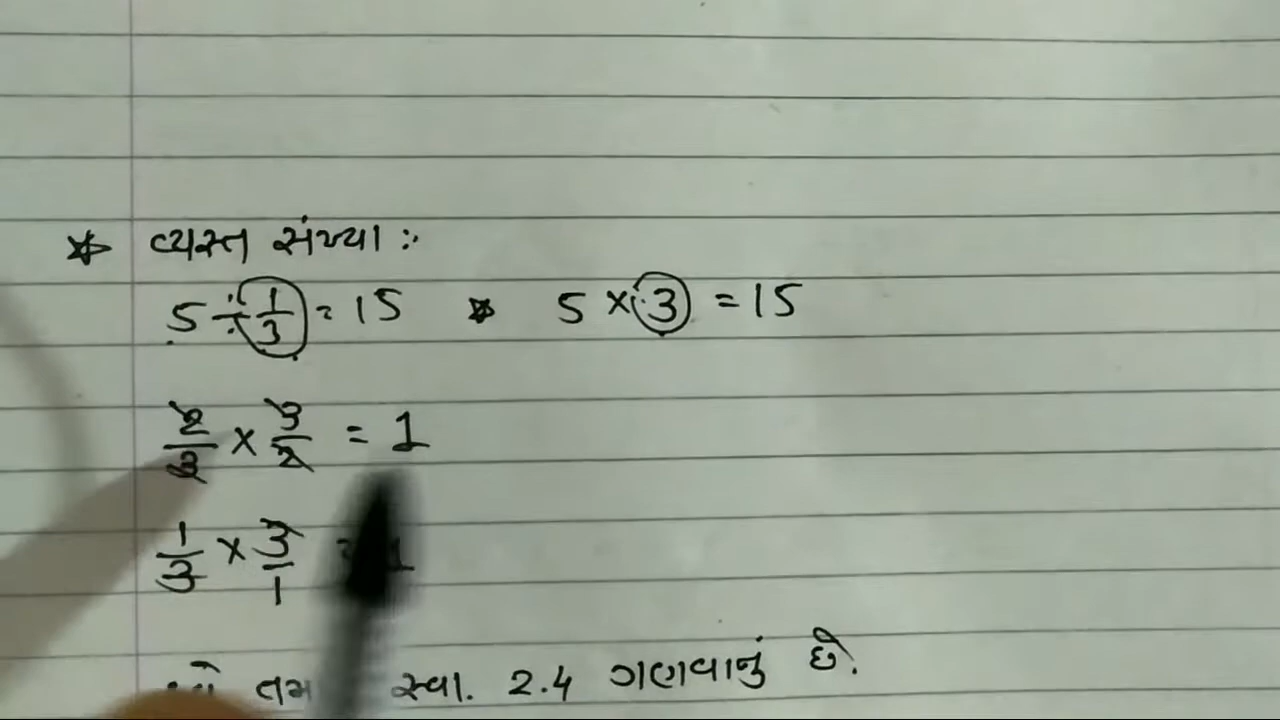 ☆ વ્યસ્ત સંખ્યા :
5 ÷ 1/3 = 15 5 × 3 = 15
2/3 × 3/2 = 1
1/3 × 3/1 = 1
સ્વા. 2.4 ગણવાનું છે.